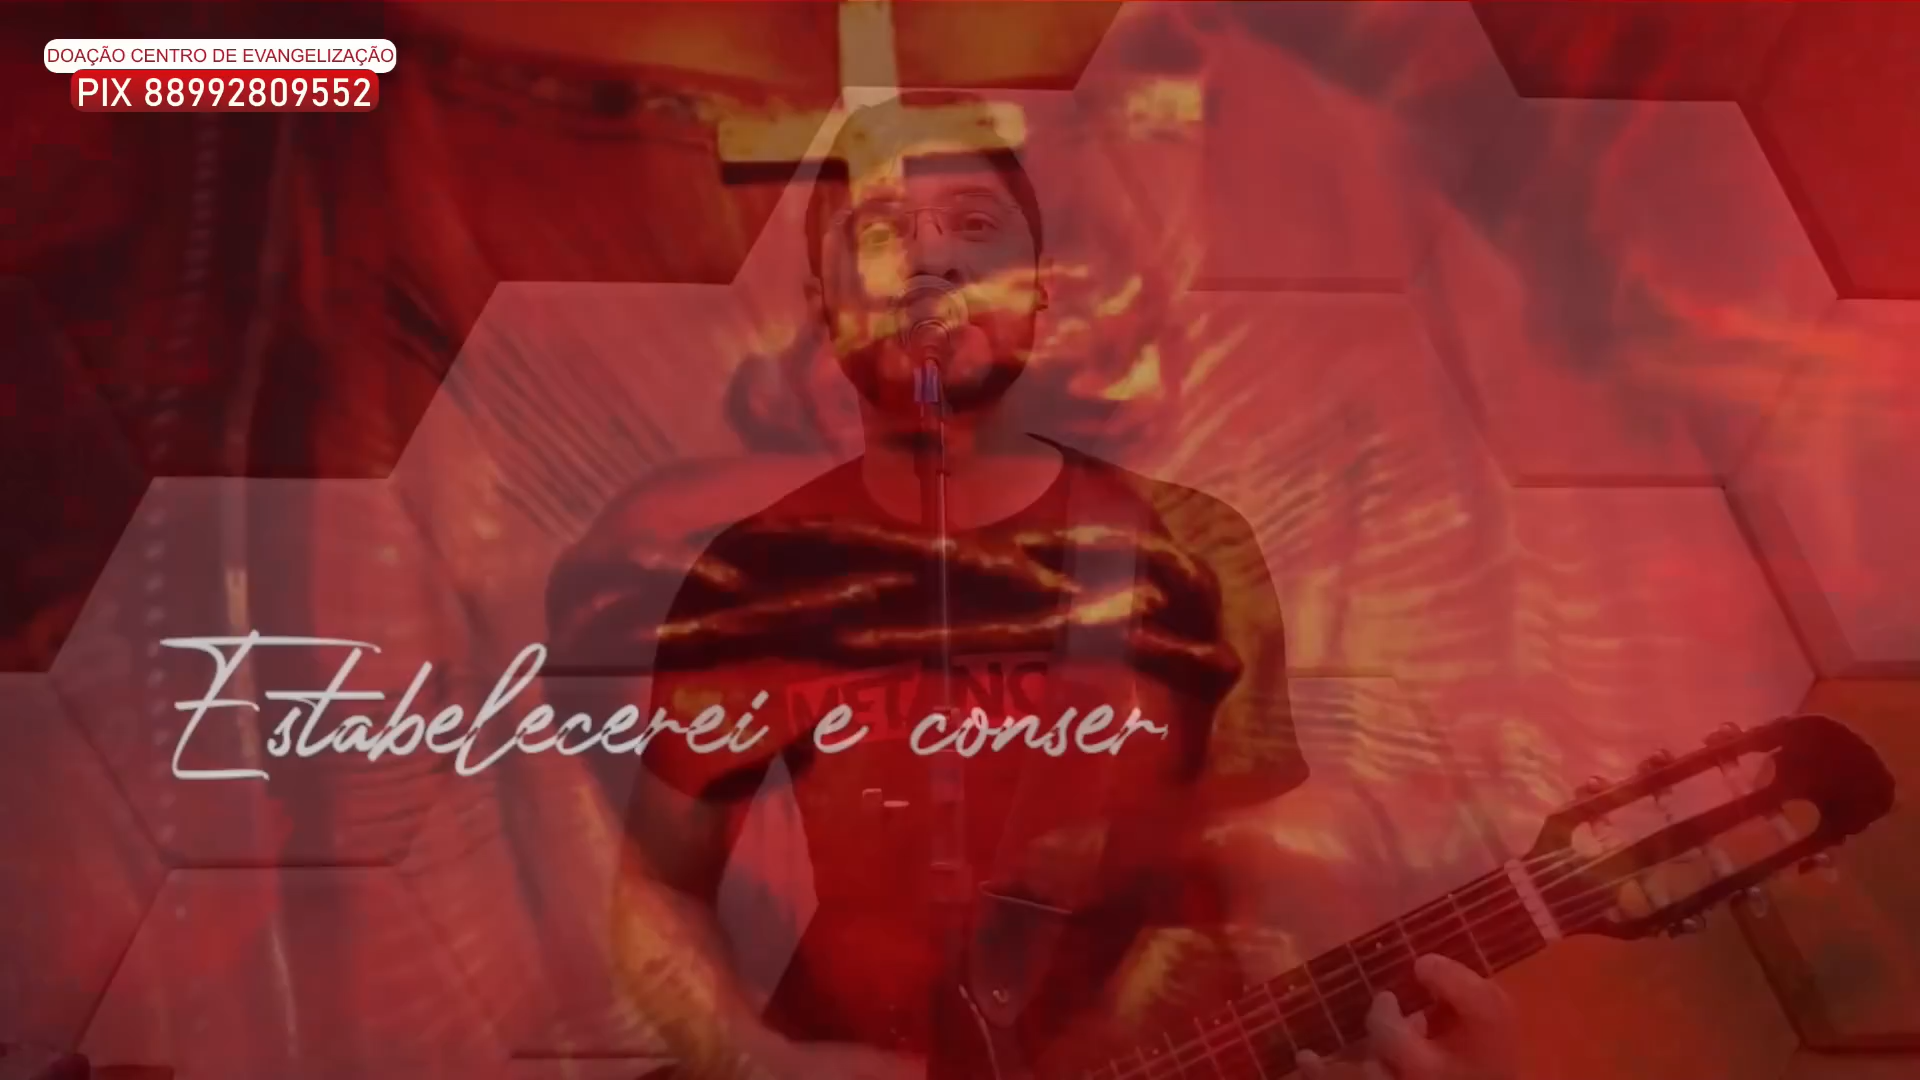 DOAÇÃO CENTRO DE EVANGELIZAÇÃO
PIX 88992809552
Estabelecerei e conser